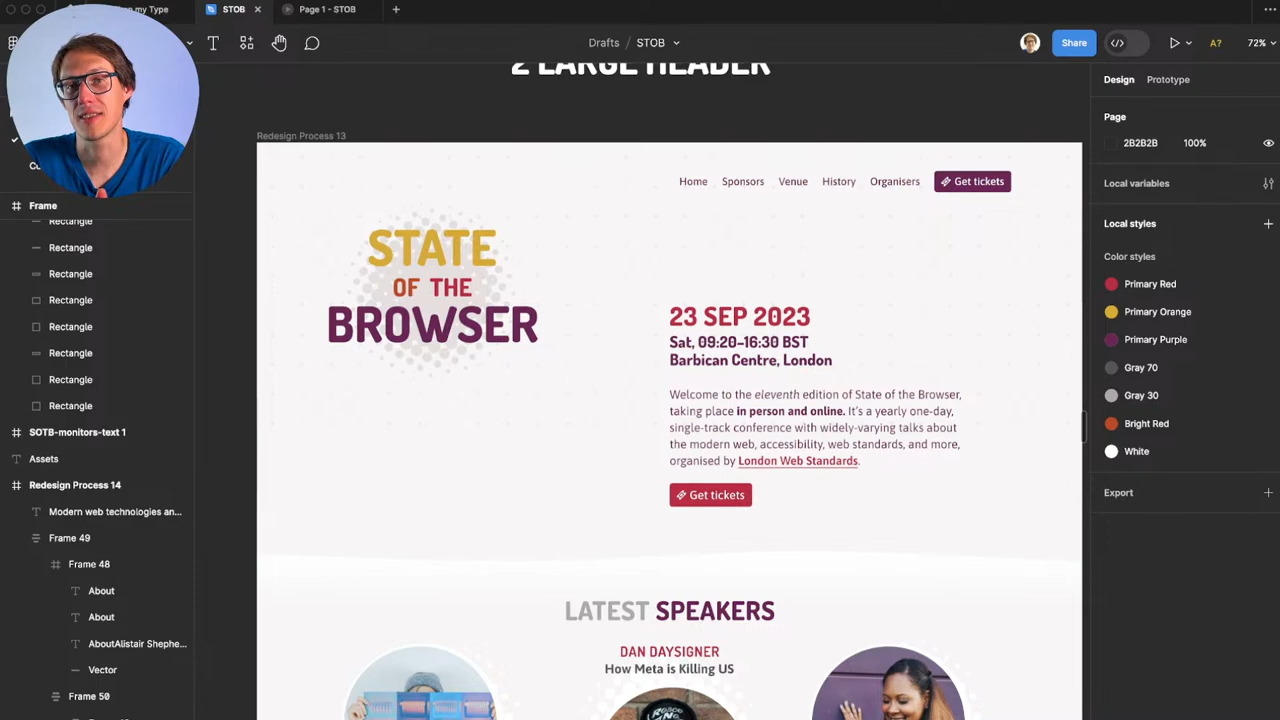 STOB
Page 1 - STOB
Drafts / STOB
Share
A?
72%
2 LARGE HEADER
Design
Prototype
Redesign Process 13
Page
2B2B2B
100%
Home
Sponsors
Venue
History
Organisers
Get tickets
Local variables
Frame
Rectangle
Rectangle
Rectangle
Rectangle
Rectangle
Rectangle
Rectangle
Rectangle
SOTB-monitors-text 1
Assets
Redesign Process 14
Modern web technologies an...
Frame 49
Frame 48
About
About
AboutAlistair Shephe...
Vector
Frame 50
STATE
OF THE
BROWSER
23 SEP 2023
Sat, 09:20–16:30 BST
Barbican Centre, London
Welcome to the eleventh edition of State of the Browser,
taking place in person and online. It's a yearly one-day,
single-track conference with widely-varying talks about
the modern web, accessibility, web standards, and more,
organised by London Web Standards.
Get tickets
LATEST SPEAKERS
DAN DAYSIGNER
How Meta is Killing US
Local styles
Color styles
Primary Red
Primary Orange
Primary Purple
Gray 70
Gray 30
Bright Red
White
Export